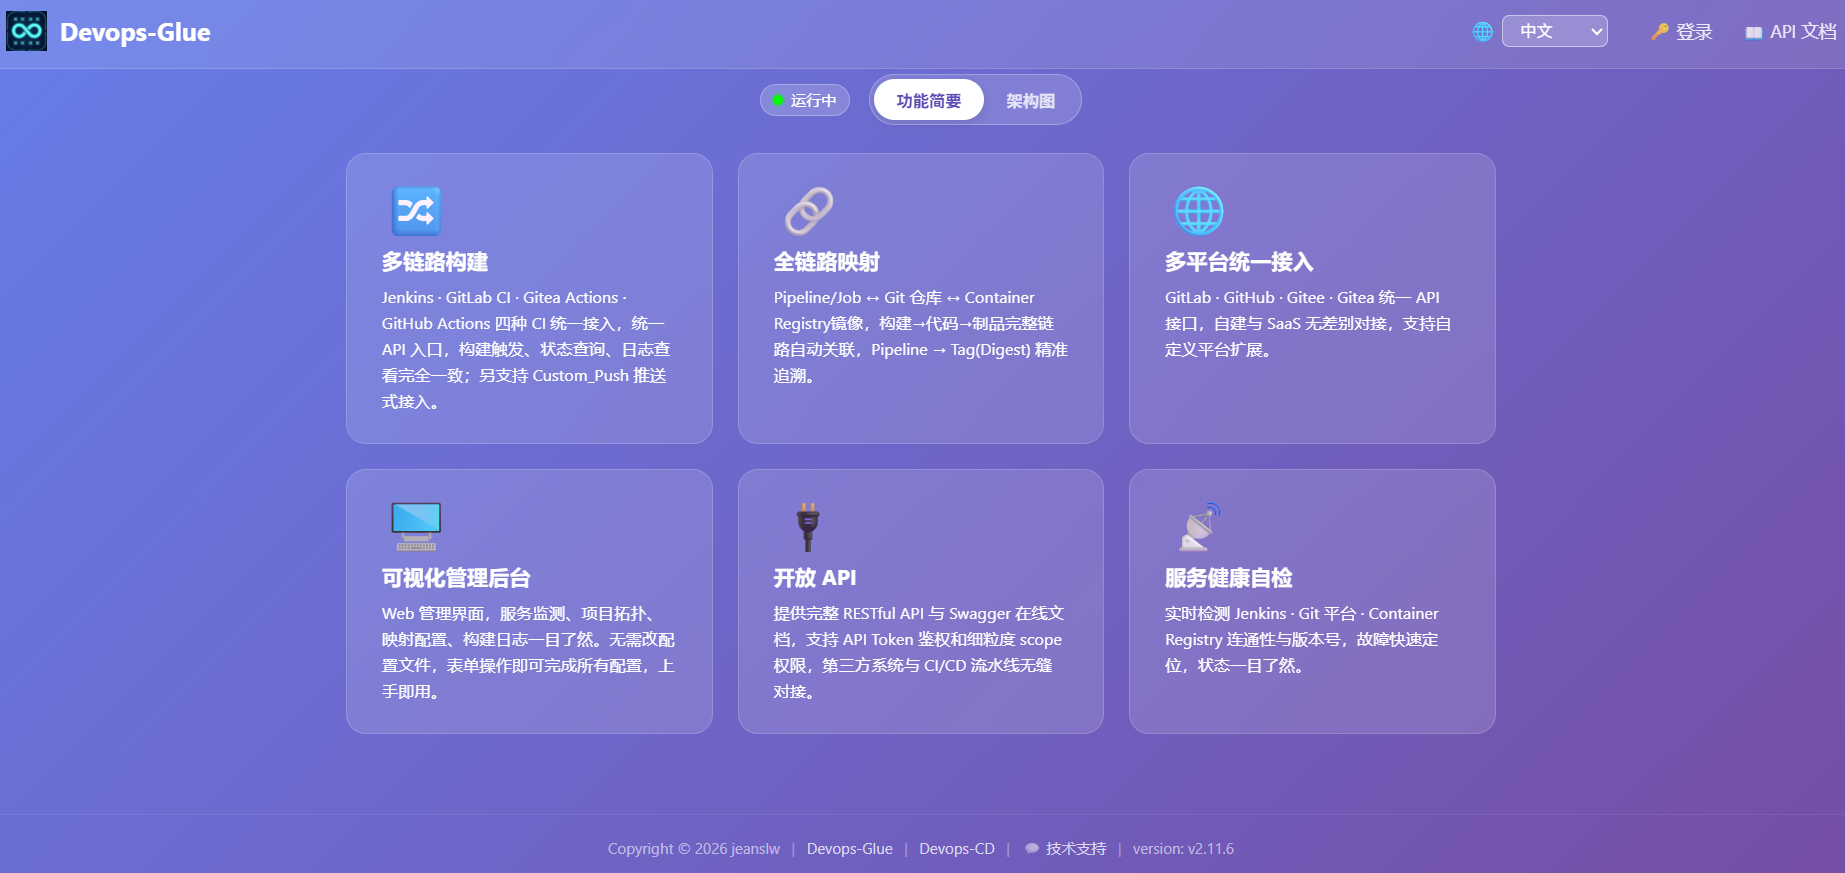 Devops-Glue
中文
登录
API 文档
运行中
功能简要
架构图
多链路构建
Jenkins · GitLab CI · Gitea Actions ·
GitHub Actions 四种 CI 统一接入，统一
API 入口，构建触发、状态查询、日志查
看完全一致；另支持 Custom_Push 推送
式接入。
全链路映射
Pipeline/Job ↔ Git 仓库 ↔ Container
Registry镜像，构建→代码→制品完整链
路自动关联，Pipeline → Tag(Digest) 精准
追溯。
多平台统一接入
GitLab · GitHub · Gitee · Gitea 统一 API
接口，自建与 SaaS 无差别对接，支持自
定义平台扩展。
可视化管理后台
Web 管理界面，服务监测、项目拓扑、
映射配置、构建日志一目了然。无需改配
置文件，表单操作即可完成所有配置，上
手即用。
开放 API
提供完整 RESTful API 与 Swagger 在线文
档，支持 API Token 鉴权和细粒度 scope
权限，第三方系统与 CI/CD 流水线无缝
对接。
服务健康自检
实时检测 Jenkins · Git 平台 · Container
Registry 连通性与版本号，故障快速定
位，状态一目了然。
Copyright © 2026 jeanslw | Devops-Glue | Devops-CD | 技术支持 | version: v2.11.6